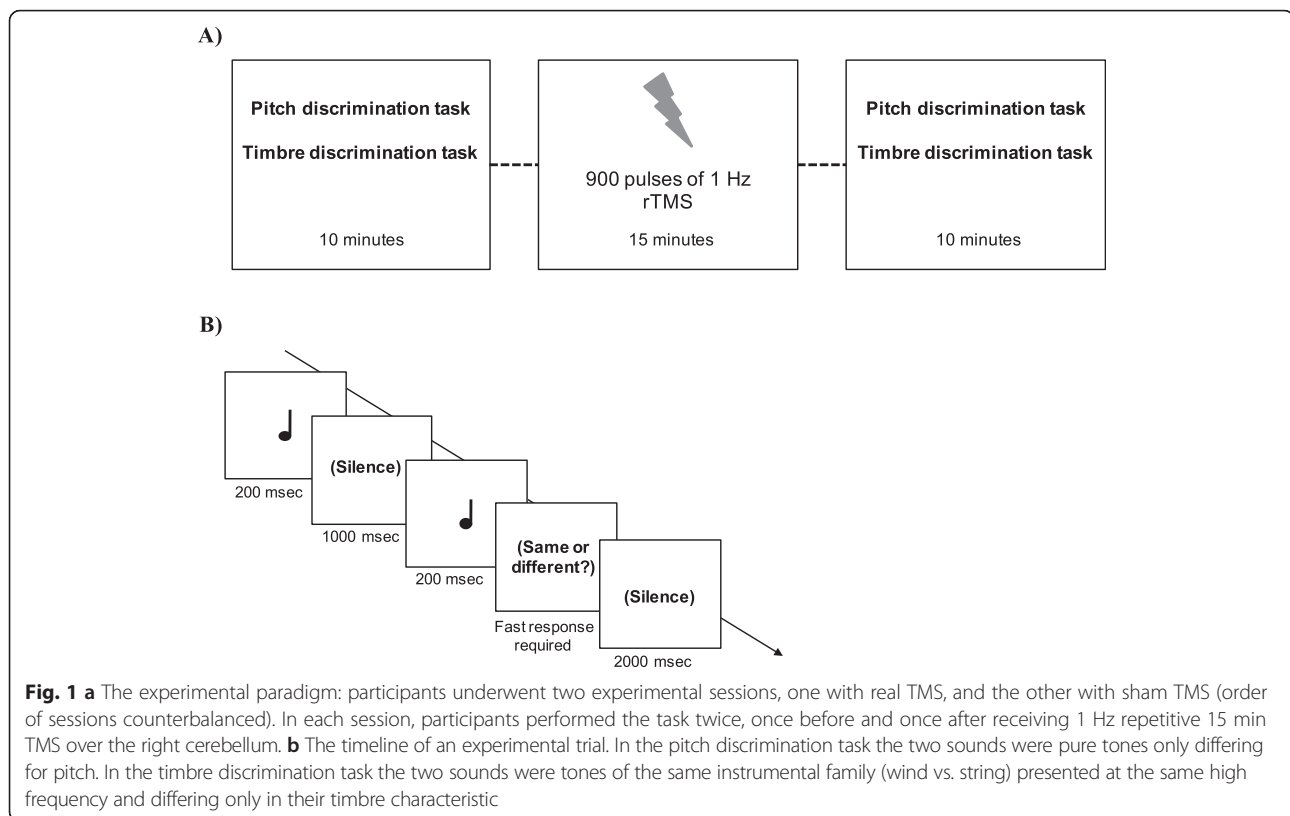 A)
Pitch discrimination task
Timbre discrimination task
10 minutes
900 pulses of 1 Hz
rTMS
15 minutes
Pitch discrimination task
Timbre discrimination task
10 minutes
B)
200 msec
(Silence)
1000 msec
200 msec
(Same or
different?)
Fast response
required
(Silence)
2000 msec
Fig. 1 a The experimental paradigm: participants underwent two experimental sessions, one with real TMS, and the other with sham TMS (order
of sessions counterbalanced). In each session, participants performed the task twice, once before and once after receiving 1 Hz repetitive 15 min
TMS over the right cerebellum. b The timeline of an experimental trial. In the pitch discrimination task the two sounds were pure tones only differing
for pitch. In the timbre discrimination task the two sounds were tones of the same instrumental family (wind vs. string) presented at the same high
frequency and differing only in their timbre characteristic